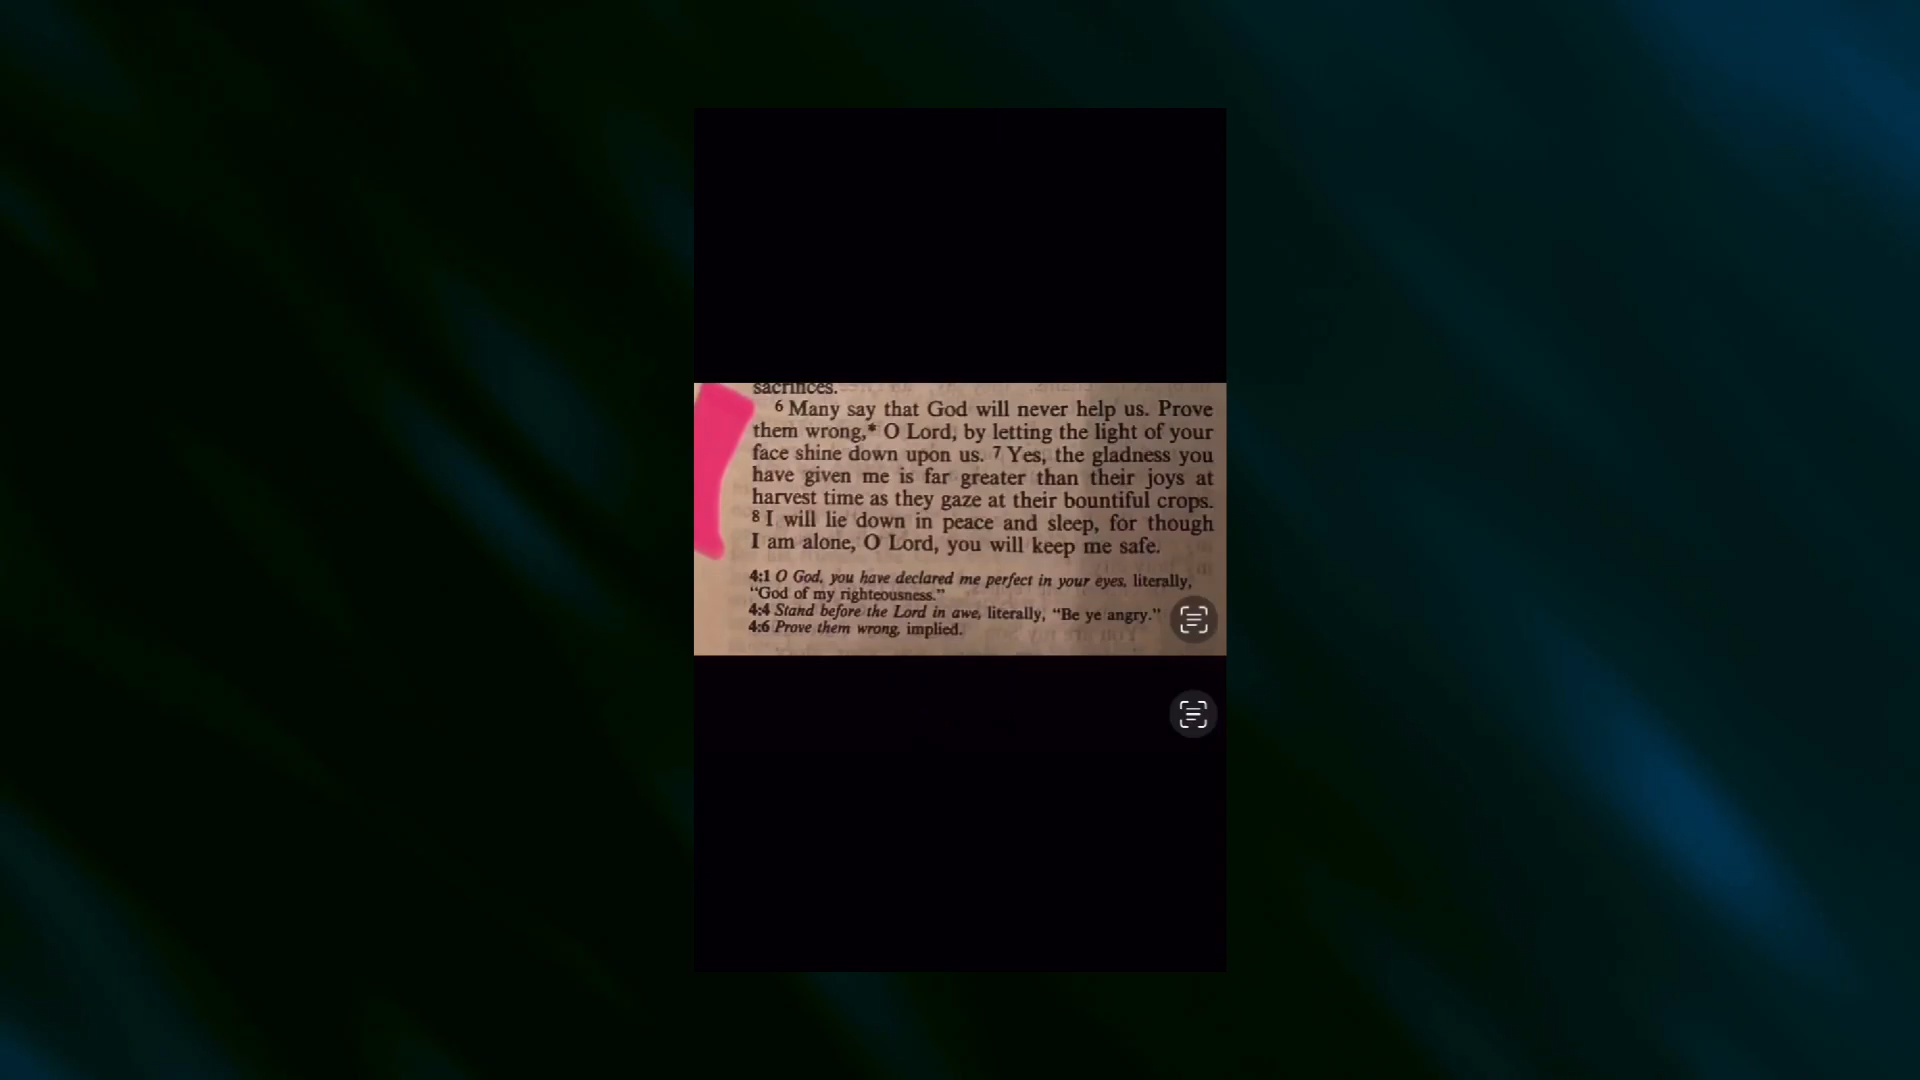 sacrifices.
6 Many say that God will never help us. Prove
them wrong,* O Lord, by letting the light of your
face shine down upon us. 7 Yes, the gladness you
have given me is far greater than their joys at
harvest time as they gaze at their bountiful crops.
8 I will lie down in peace and sleep, for though
I am alone, O Lord, you will keep me safe.
4:1 O God, you have declared me perfect in your eyes, literally,
“God of my righteousness.”
4:4 Stand before the Lord in awe, literally, “Be ye angry.”
4:6 Prove them wrong, implied.